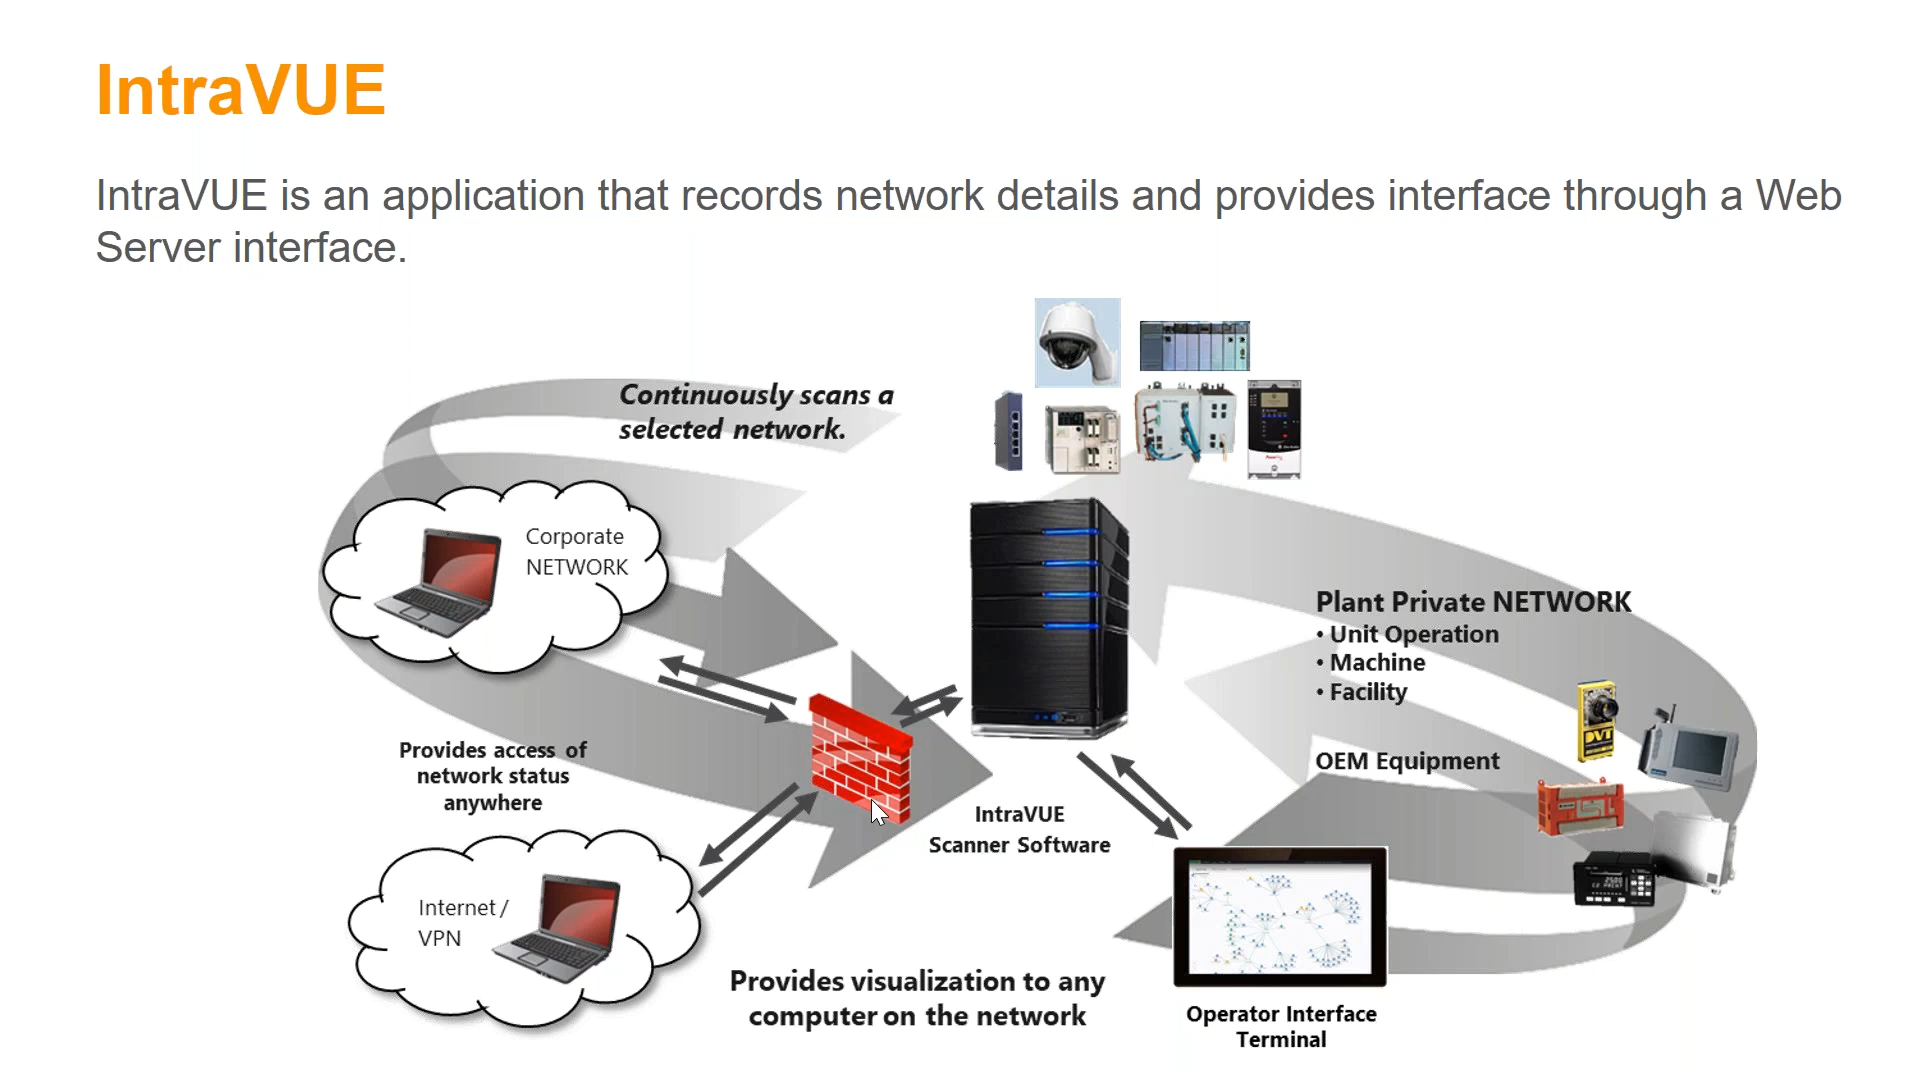 IntraVUE
IntraVUE is an application that records network details and provides interface through a Web
Server interface.
Continuously scans a
selected network.
Corporate
NETWORK
Plant Private NETWORK
• Unit Operation
• Machine
• Facility
OEM Equipment
DVT
Provides access of
network status
anywhere
IntraVUE
Scanner Software
Internet /
VPN
Provides visualization to any
computer on the network
Operator Interface
Terminal